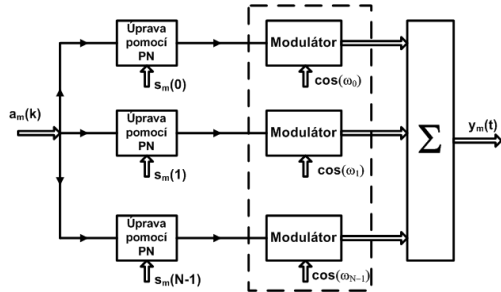 Úprava
pomocí
PN
Modulátor
s_m(0)
cos(ω_0)
a_m(k)
Úprava
pomocí
PN
Modulátor
Σ
y_m(t)
s_m(1)
cos(ω_1)
Úprava
pomocí
PN
Modulátor
s_m(N-1)
cos(ω_{N-1})